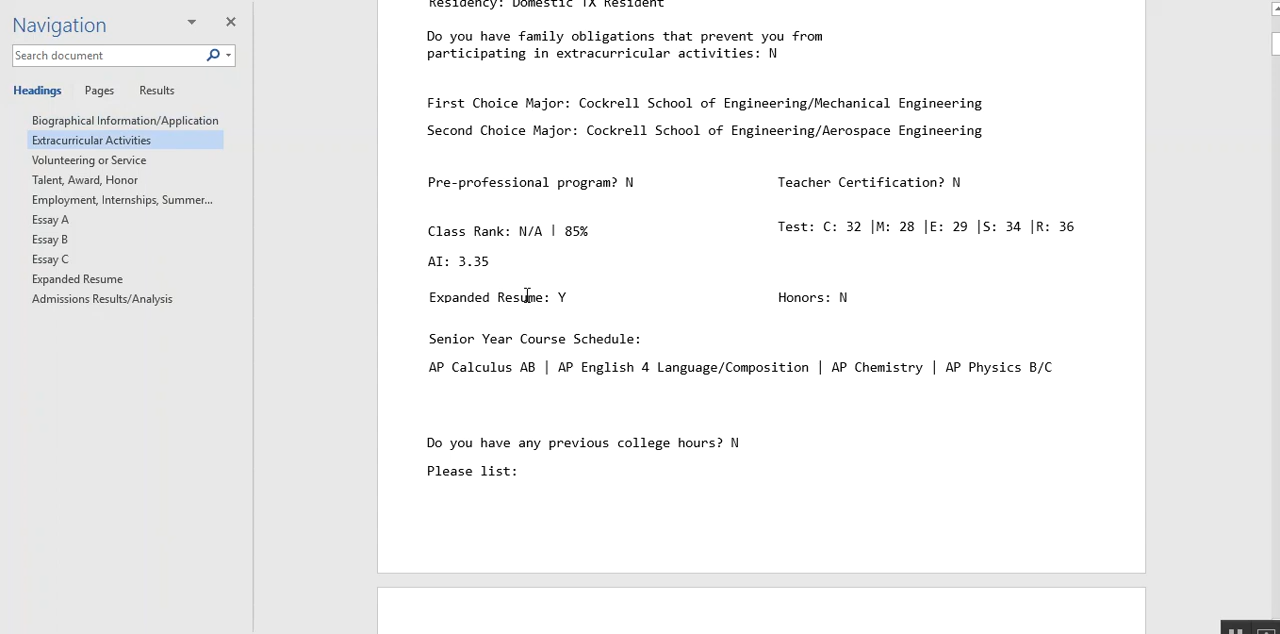 Navigation
Search document
Headings Pages Results
Biographical Information/Application
Extracurricular Activities
Volunteering or Service
Talent, Award, Honor
Employment, Internships, Summer...
Essay A
Essay B
Essay C
Expanded Resume
Admissions Results/Analysis
Residency: Domestic TX Resident
Do you have family obligations that prevent you from
participating in extracurricular activities: N
First Choice Major: Cockrell School of Engineering/Mechanical Engineering
Second Choice Major: Cockrell School of Engineering/Aerospace Engineering
Pre-professional program? N Teacher Certification? N
Class Rank: N/A | 85% Test: C: 32 |M: 28 |E: 29 |S: 34 |R: 36
AI: 3.35
Expanded Resume: Y Honors: N
Senior Year Course Schedule:
AP Calculus AB | AP English 4 Language/Composition | AP Chemistry | AP Physics B/C
Do you have any previous college hours? N
Please list: